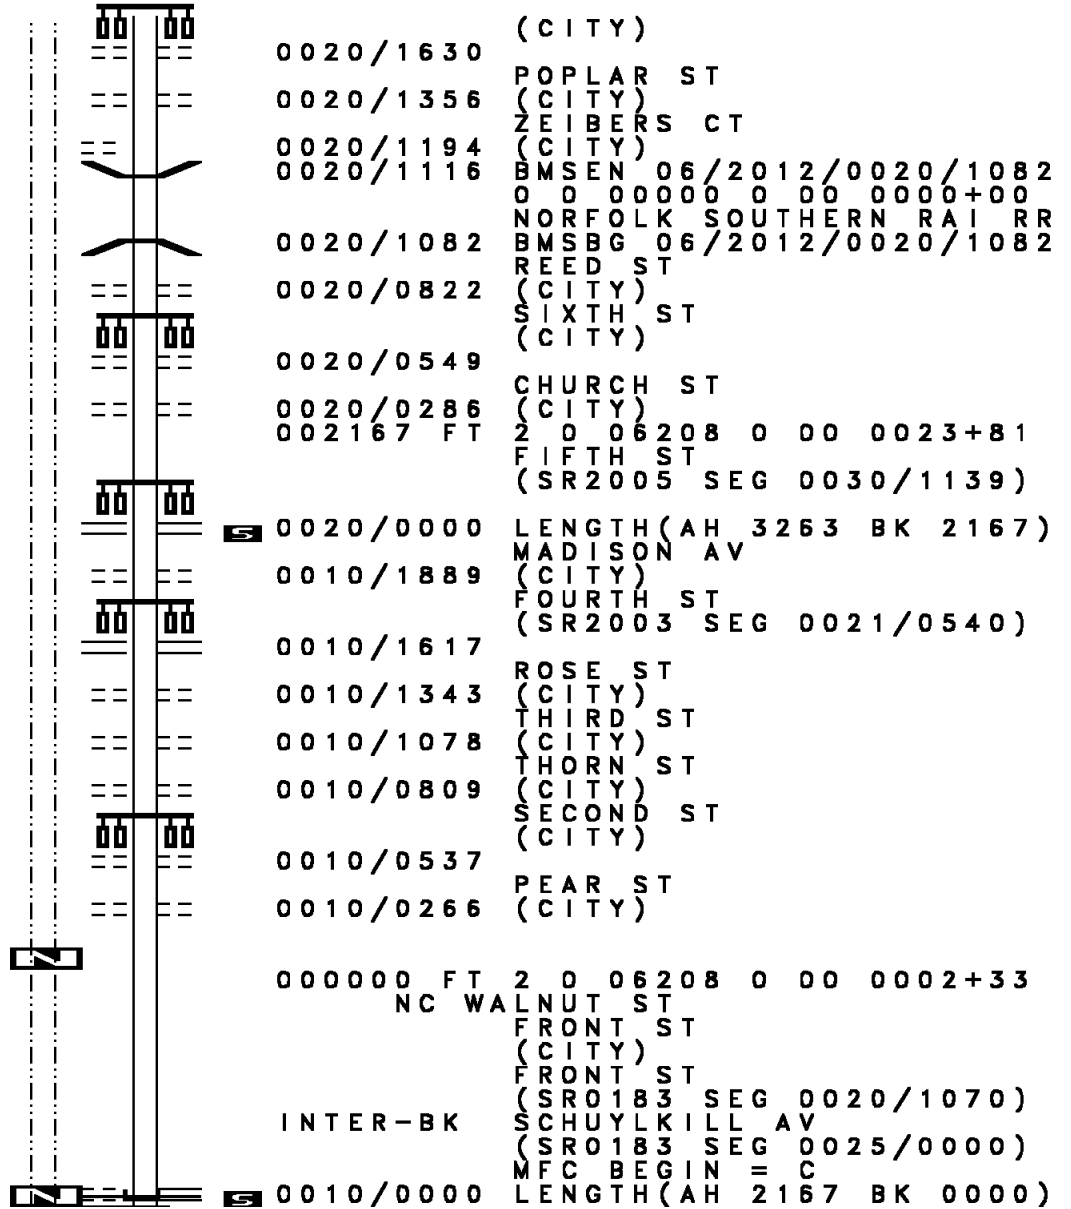 (CITY)
0020/1630
POPLAR ST
0020/1356 (CITY)
ZEIBERS CT
0020/1194 (CITY)
0020/1116 BMSEN 06/2012/0020/1082
0 0 00000 0 00 0000+00
NORFOLK SOUTHERN RAI RR
0020/1082 BMSBG 06/2012/0020/1082
REED ST
0020/0822 (CITY)
SIXTH ST
(CITY)
0020/0549
CHURCH ST
0020/0286 (CITY)
002167 FT 2 0 06208 0 00 0023+81
FIFTH ST
(SR2005 SEG 0030/1139)
S 0020/0000 LENGTH(AH 3263 BK 2167)
MADISON AV
0010/1889 (CITY)
FOURTH ST
(SR2003 SEG 0021/0540)
0010/1617
ROSE ST
0010/1343 (CITY)
THIRD ST
0010/1078 (CITY)
THORN ST
0010/0809 (CITY)
SECOND ST
(CITY)
0010/0537
PEAR ST
0010/0266 (CITY)
N
000000 FT 2 0 06208 0 00 0002+33
NC WALNUT ST
FRONT ST
(CITY)
FRONT ST
(SR0183 SEG 0020/1070)
INTER-BK SCHUYLKILL AV
(SR0183 SEG 0025/0000)
MFC BEGIN = C
N S 0010/0000 LENGTH(AH 2167 BK 0000)